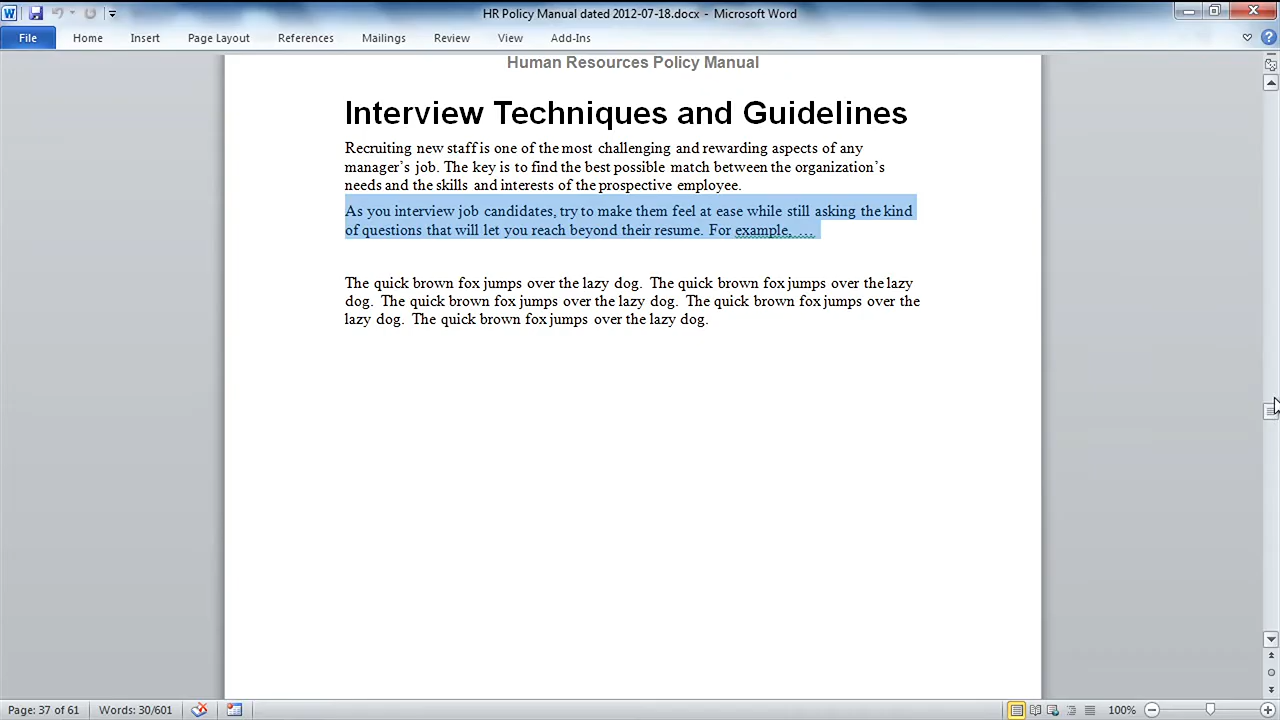 HR Policy Manual dated 2012-07-18.docx - Microsoft Word
File Home Insert Page Layout References Mailings Review View Add-Ins
Human Resources Policy Manual
Interview Techniques and Guidelines
Recruiting new staff is one of the most challenging and rewarding aspects of any
manager’s job. The key is to find the best possible match between the organization’s
needs and the skills and interests of the prospective employee.
As you interview job candidates, try to make them feel at ease while still asking the kind
of questions that will let you reach beyond their resume. For example, …
The quick brown fox jumps over the lazy dog. The quick brown fox jumps over the lazy
dog. The quick brown fox jumps over the lazy dog. The quick brown fox jumps over the
lazy dog. The quick brown fox jumps over the lazy dog.
Page: 37 of 61 Words: 30/601 100%